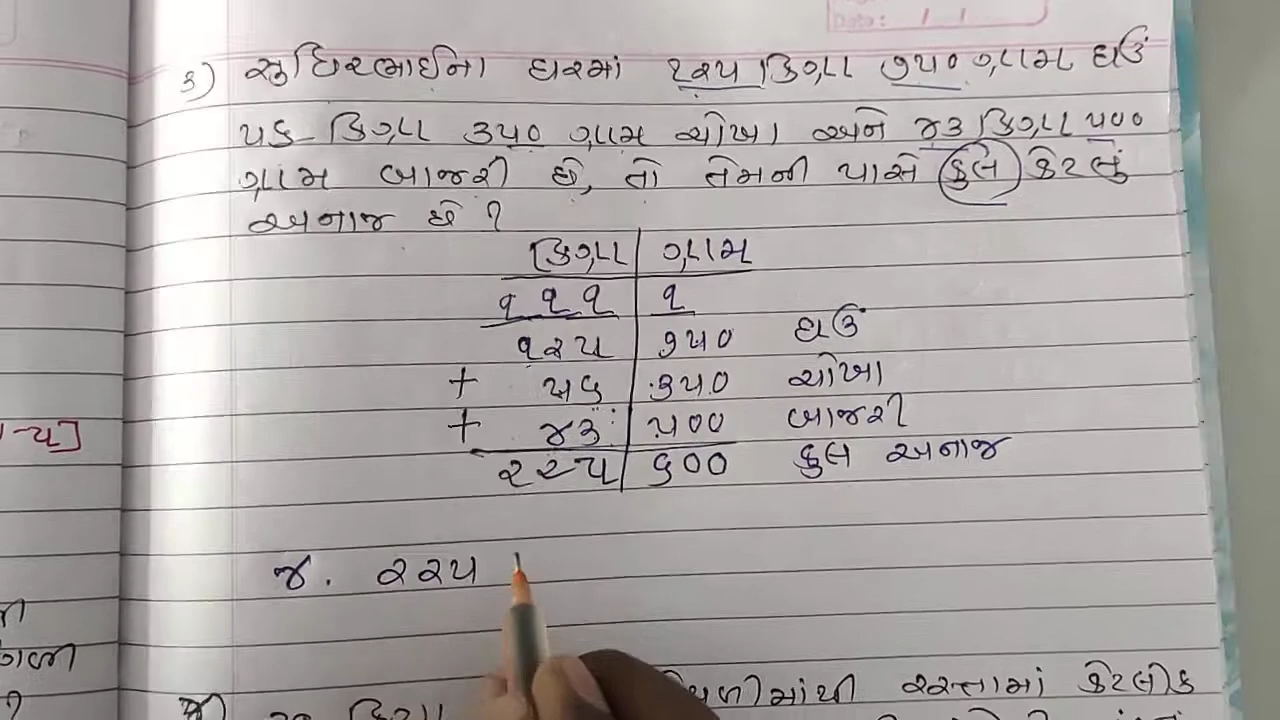 ૩) સુધિરભાઈના ઘરમાં ૧૨૫ કિગ્રા ૭૫૦ ગ્રામ ઘઉં
૫૬ કિગ્રા ૩૫૦ ગ્રામ ચોખા અને ૪૩ કિગ્રા ૫૦૦
ગ્રામ બાજરી છે, તો તેમની પાસે કુલ કેટલું
અનાજ છે ?
કિગ્રા ગ્રામ
૧ ૧ ૧ ૧
૧૨૫ ૭૫૦ ઘઉં
+ ૫૬ ૩૫૦ ચોખા
+ ૪૩ ૫૦૦ બાજરી
૨૨૫ ૬૦૦ કુલ અનાજ
જ. ૨૨૫
રસ્તામાં કેટલીક